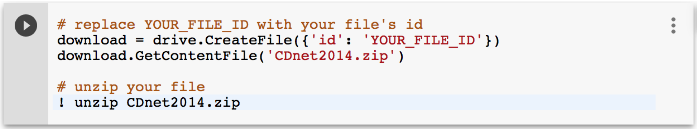 # replace YOUR_FILE_ID with your file's id
download = drive.CreateFile({'id': 'YOUR_FILE_ID'})
download.GetContentFile('CDnet2014.zip')
# unzip your file
! unzip CDnet2014.zip